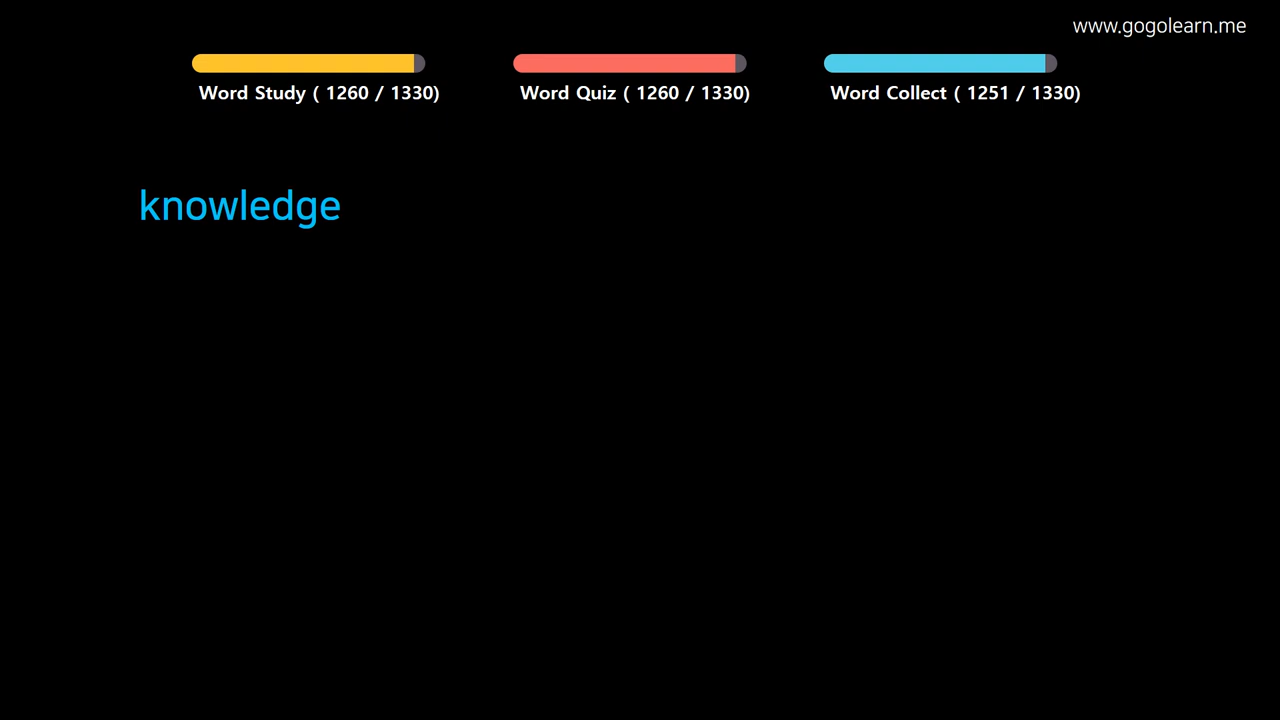 www.gogolearn.me
Word Study ( 1260 / 1330)
Word Quiz ( 1260 / 1330)
Word Collect ( 1251 / 1330)
knowledge